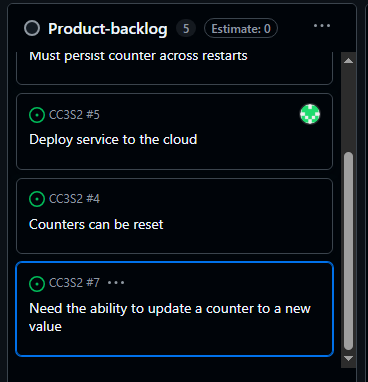 Product-backlog 5 Estimate: 0 ...
Must persist counter across restarts
CC3S2 #5
Deploy service to the cloud
CC3S2 #4
Counters can be reset
CC3S2 #7 ...
Need the ability to update a counter to a new
value